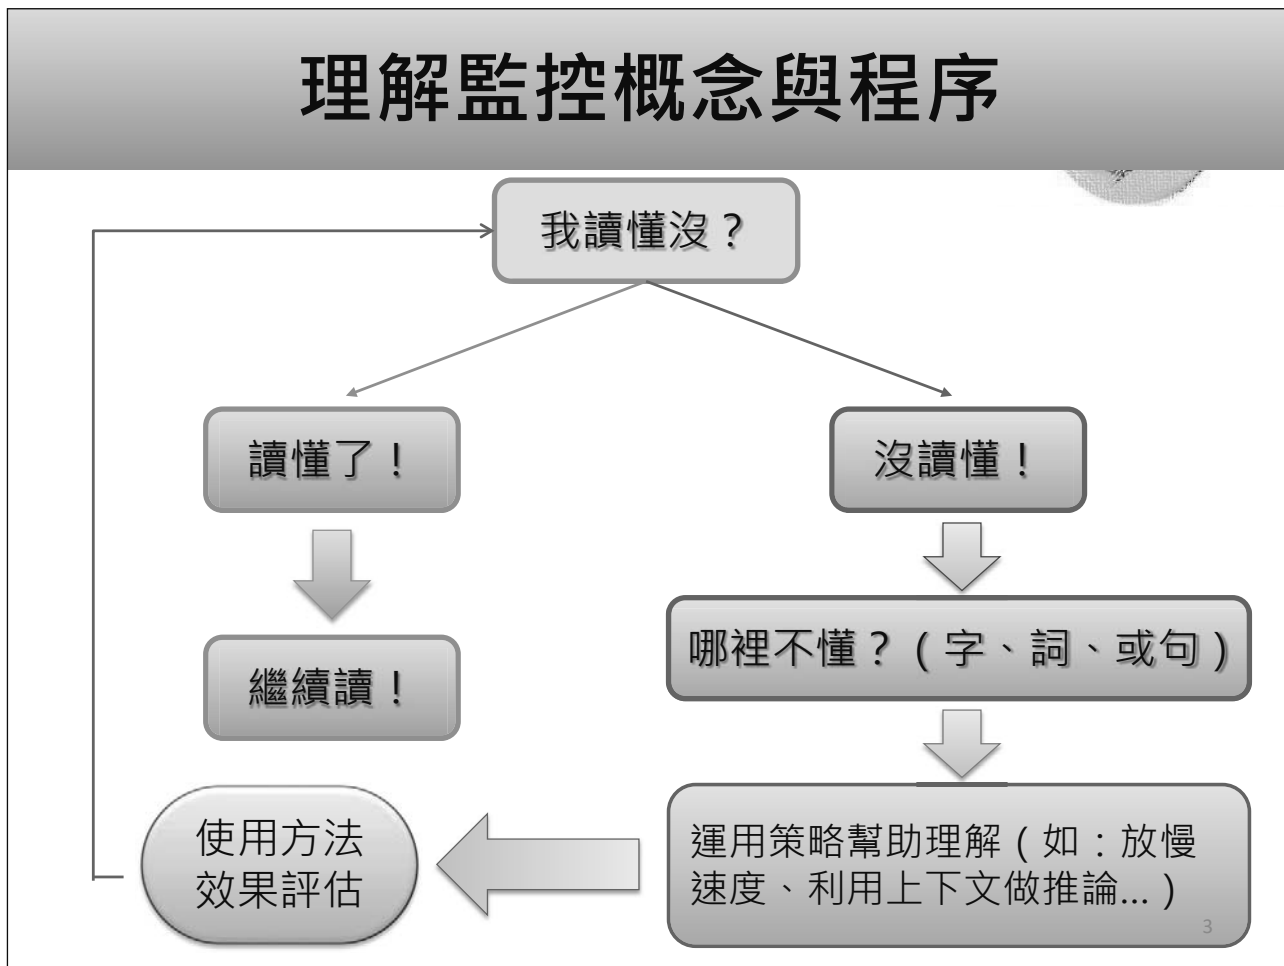 理解監控概念與程序
我讀懂沒？
讀懂了！
沒讀懂！
繼續讀！
哪裡不懂？（字、詞、或句）
運用策略幫助理解（如：放慢
速度、利用上下文做推論...）
使用方法
效果評估
3